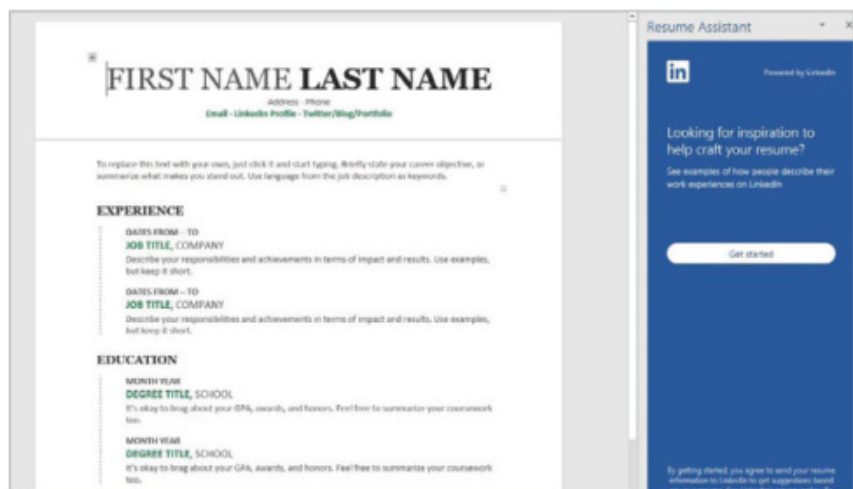 FIRST NAME LAST NAME
Address · Phone
Email · LinkedIn Profile · Twitter/Blog/Portfolio
To replace this text with your own, just click it and start typing. Briefly state your career objective, or
summarize what makes you stand out. Use language from the job description as keywords.
EXPERIENCE
DATES FROM – TO
JOB TITLE, COMPANY
Describe your responsibilities and achievements in terms of impact and results. Use examples,
but keep it short.
DATES FROM – TO
JOB TITLE, COMPANY
Describe your responsibilities and achievements in terms of impact and results. Use examples,
but keep it short.
EDUCATION
MONTH YEAR
DEGREE TITLE, SCHOOL
It's okay to brag about your GPA, awards, and honors. Feel free to summarize your coursework
too.
MONTH YEAR
DEGREE TITLE, SCHOOL
It's okay to brag about your GPA, awards, and honors. Feel free to summarize your coursework
too.
Resume Assistant
in
Powered by LinkedIn
Looking for inspiration to
help craft your resume?
See examples of how people describe their
work experiences on LinkedIn
Get started
By getting started, you agree to send your resume
information to LinkedIn to get suggestions based